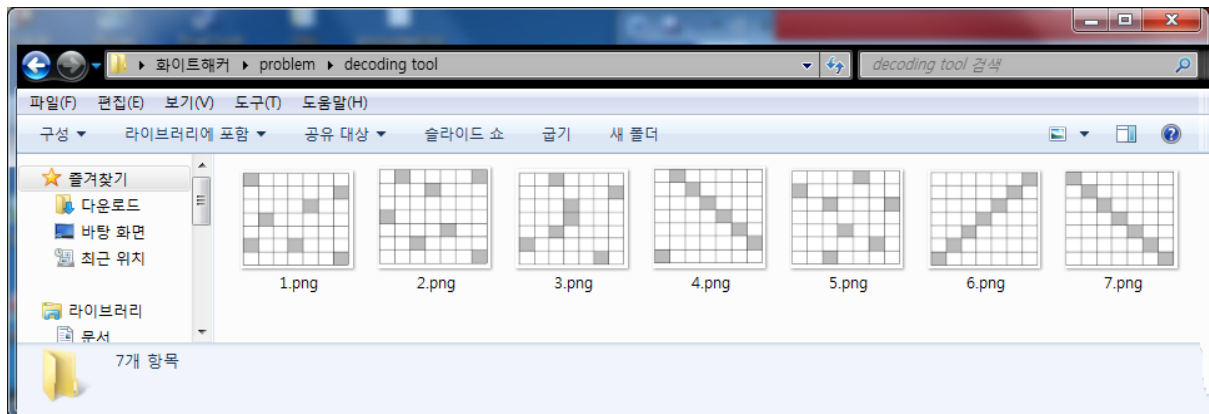 화이트해커 problem decoding tool decoding tool 검색
파일(F) 편집(E) 보기(V) 도구(T) 도움말(H)
구성 라이브러리에 포함 공유 대상 슬라이드 쇼 굽기 새 폴더
즐겨찾기
다운로드
바탕 화면
최근 위치
라이브러리
문서
1.png 2.png 3.png 4.png 5.png 6.png 7.png
7개 항목